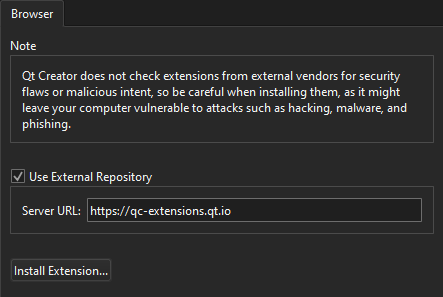 Browser
Note
Qt Creator does not check extensions from external vendors for security
flaws or malicious intent, so be careful when installing them, as it might
leave your computer vulnerable to attacks such as hacking, malware, and
phishing.
Use External Repository
Server URL: https://qc-extensions.qt.io
Install Extension...